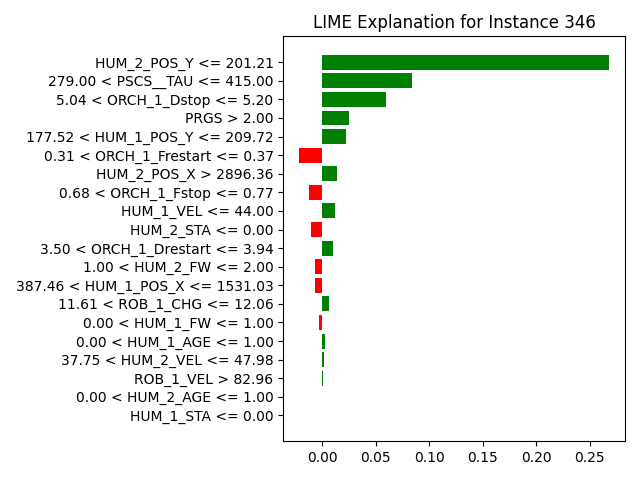 LIME Explanation for Instance 346
HUM_2_POS_Y <= 201.21
279.00 < PSCS__TAU <= 415.00
5.04 < ORCH_1_Dstop <= 5.20
PRGS > 2.00
177.52 < HUM_1_POS_Y <= 209.72
0.31 < ORCH_1_Frestart <= 0.37
HUM_2_POS_X > 2896.36
0.68 < ORCH_1_Fstop <= 0.77
HUM_1_VEL <= 44.00
HUM_2_STA <= 0.00
3.50 < ORCH_1_Drestart <= 3.94
1.00 < HUM_2_FW <= 2.00
387.46 < HUM_1_POS_X <= 1531.03
11.61 < ROB_1_CHG <= 12.06
0.00 < HUM_1_FW <= 1.00
0.00 < HUM_1_AGE <= 1.00
37.75 < HUM_2_VEL <= 47.98
ROB_1_VEL > 82.96
0.00 < HUM_2_AGE <= 1.00
HUM_1_STA <= 0.00
0.00 0.05 0.10 0.15 0.20 0.25